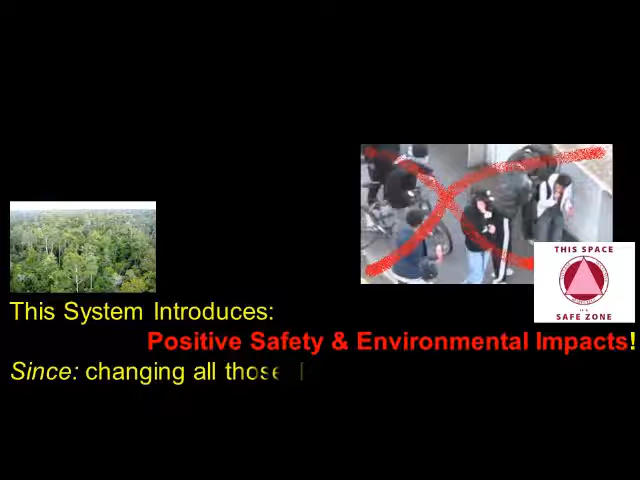 THIS SPACE
SAFE ZONE
This System Introduces:
Positive Safety & Environmental Impacts!
Since: changing all those